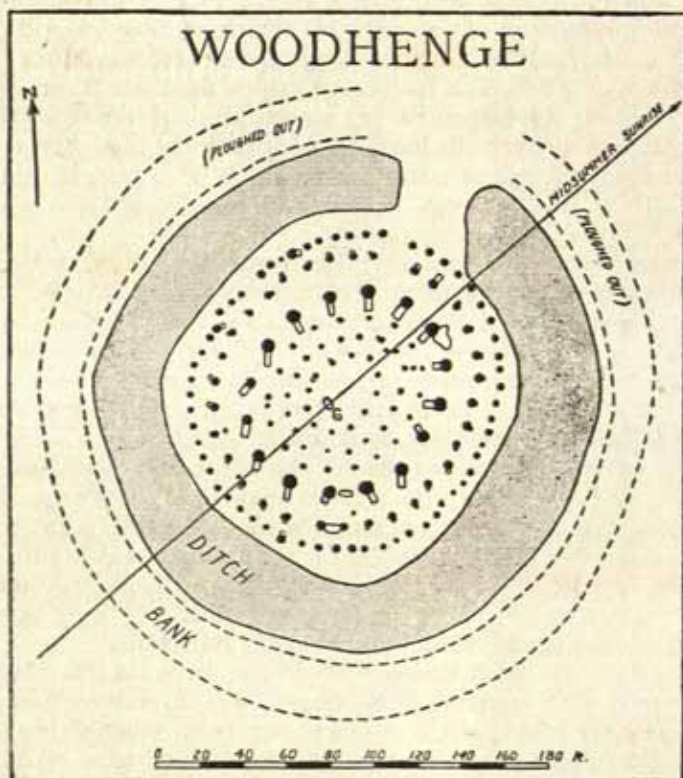 WOODHENGE
N
(PLOUGHED OUT)
MIDSUMMER SUNRISE
(PLOUGHED OUT)
DITCH
BANK
0 20 40 60 80 100 120 140 160 180 Ft.